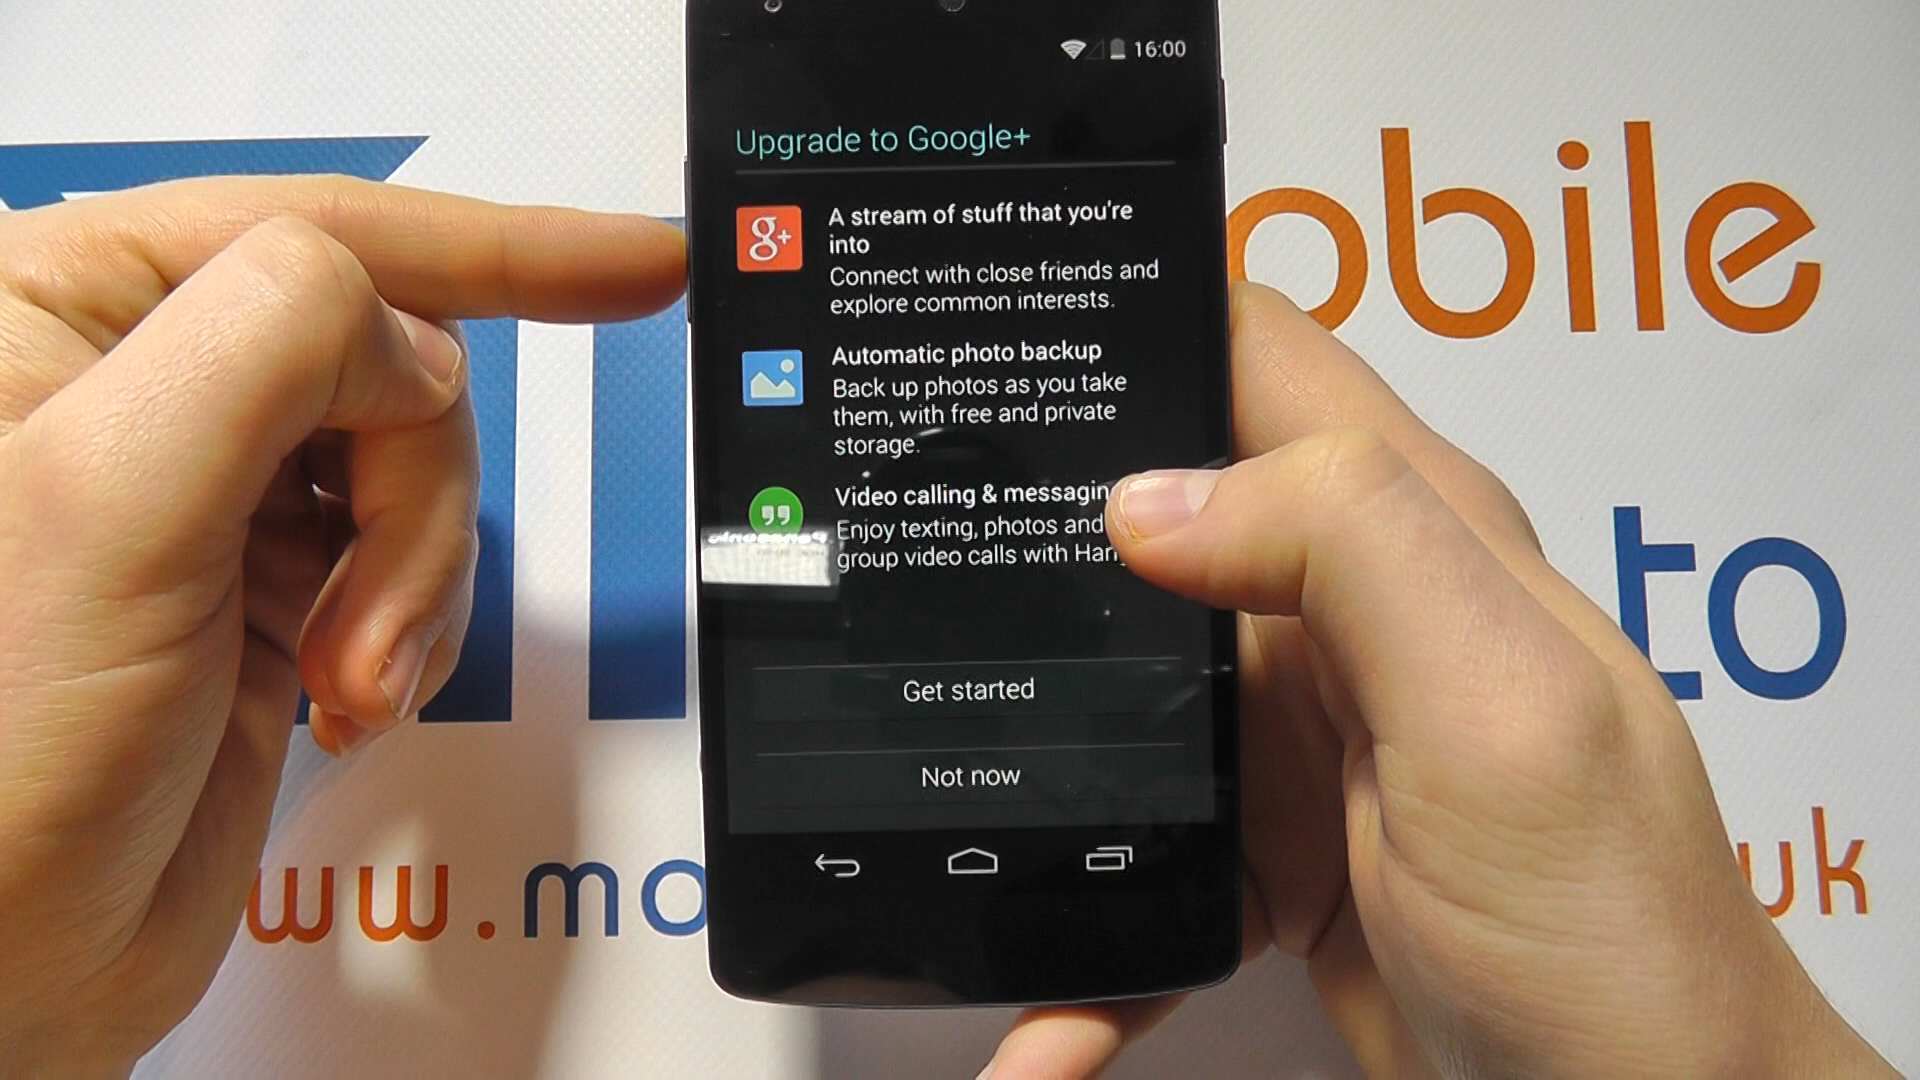 16:00
Upgrade to Google+
g+
A stream of stuff that you're
into
Connect with close friends and
explore common interests.
Automatic photo backup
Back up photos as you take
them, with free and private
storage.
Video calling & messagin
Enjoy texting, photos and
group video calls with Han
Get started
Not now
obile
to
ww.mo
uk